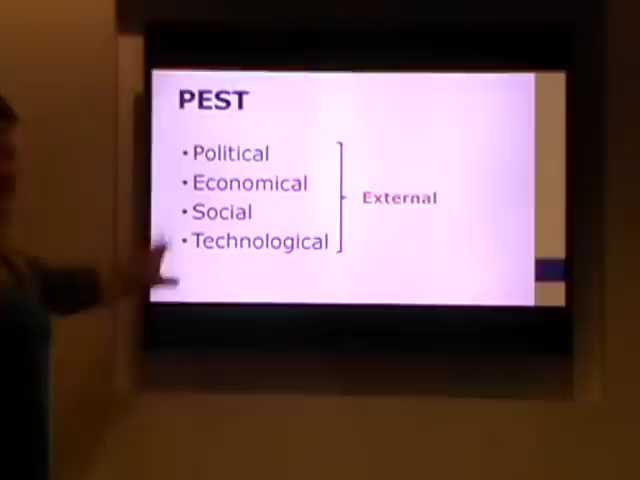 PEST
• Political
• Economical
• Social
• Technological
External